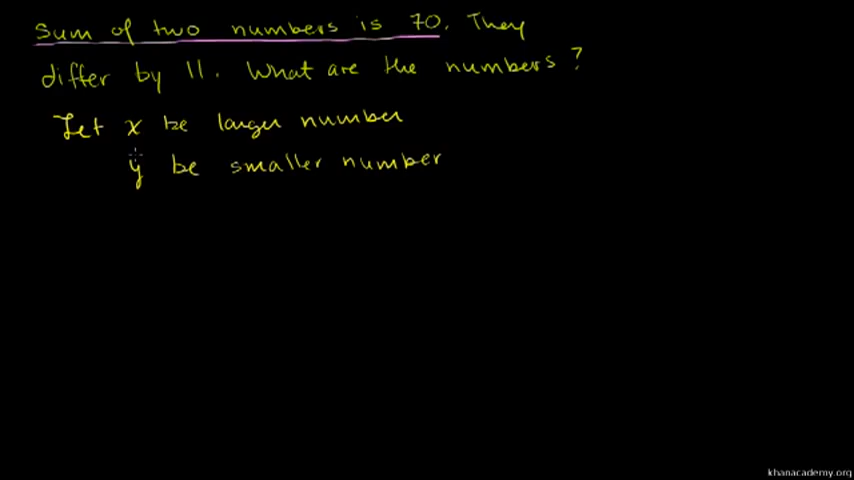 Sum of two numbers is 70. They
differ by 11. What are the numbers?
Let x be larger number
y be smaller number
khanacademy.org